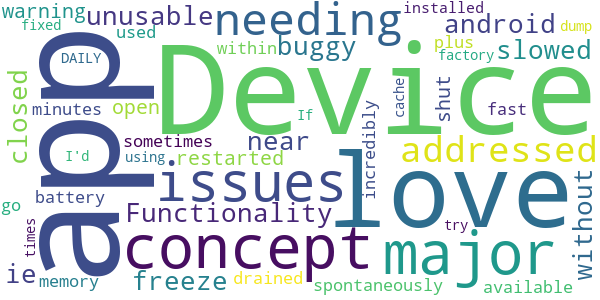 warning
unusable
needing
installed
fixed
used
android
plus
dump
DAILY
within
buggy
factory
slowed
app
Device
closed
minutes
open
near
shut
cache
fast
If
I'd
sometimes
using
restarted
addressed
incredibly
battery
issues
love
without
go
Functionality
try
times
concept
major
ie
memory
freeze
drained
spontaneously
available